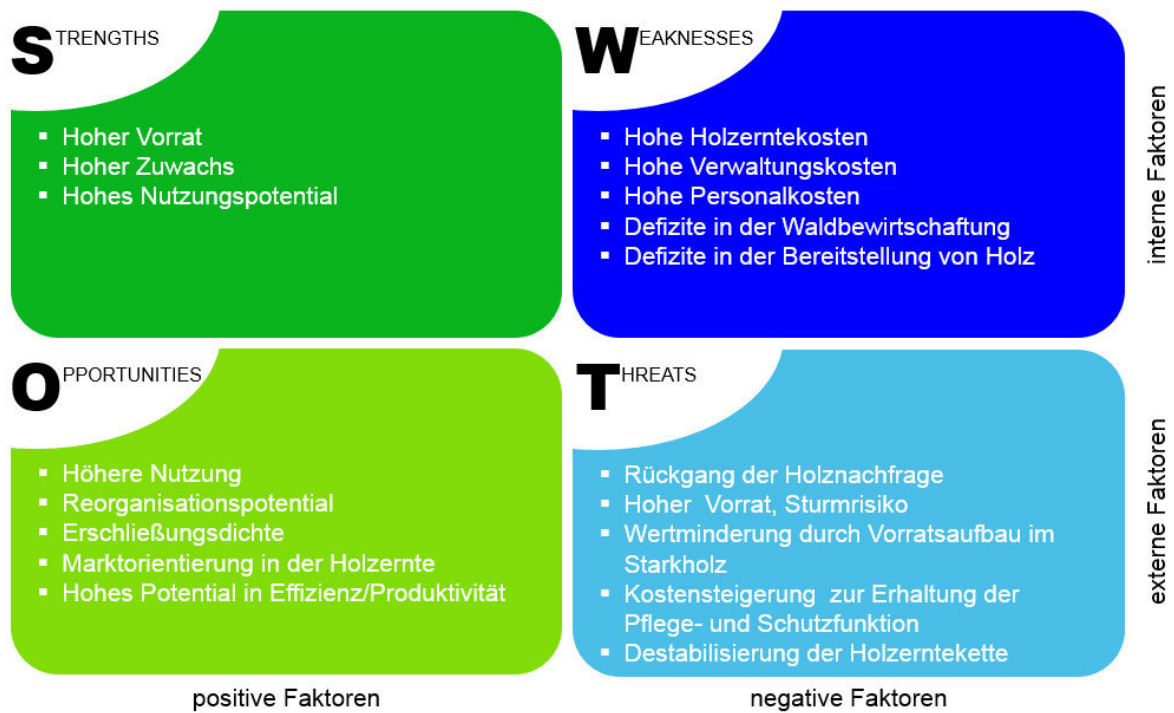 STRENGTHS
▪ Hoher Vorrat
▪ Hoher Zuwachs
▪ Hohes Nutzungspotential
WEAKNESSES
▪ Hohe Holzerntekosten
▪ Hohe Verwaltungskosten
▪ Hohe Personalkosten
▪ Defizite in der Waldbewirtschaftung
▪ Defizite in der Bereitstellung von Holz
interne Faktoren
OPPORTUNITIES
▪ Höhere Nutzung
▪ Reorganisationspotential
▪ Erschließungsdichte
▪ Marktorientierung in der Holzernte
▪ Hohes Potential in Effizienz/Produktivität
THREATS
▪ Rückgang der Holznachfrage
▪ Hoher Vorrat, Sturmrisiko
▪ Wertminderung durch Vorratsaufbau im
Starkholz
▪ Kostensteigerung zur Erhaltung der
Pflege- und Schutzfunktion
▪ Destabilisierung der Holzerntekette
externe Faktoren
positive Faktoren
negative Faktoren